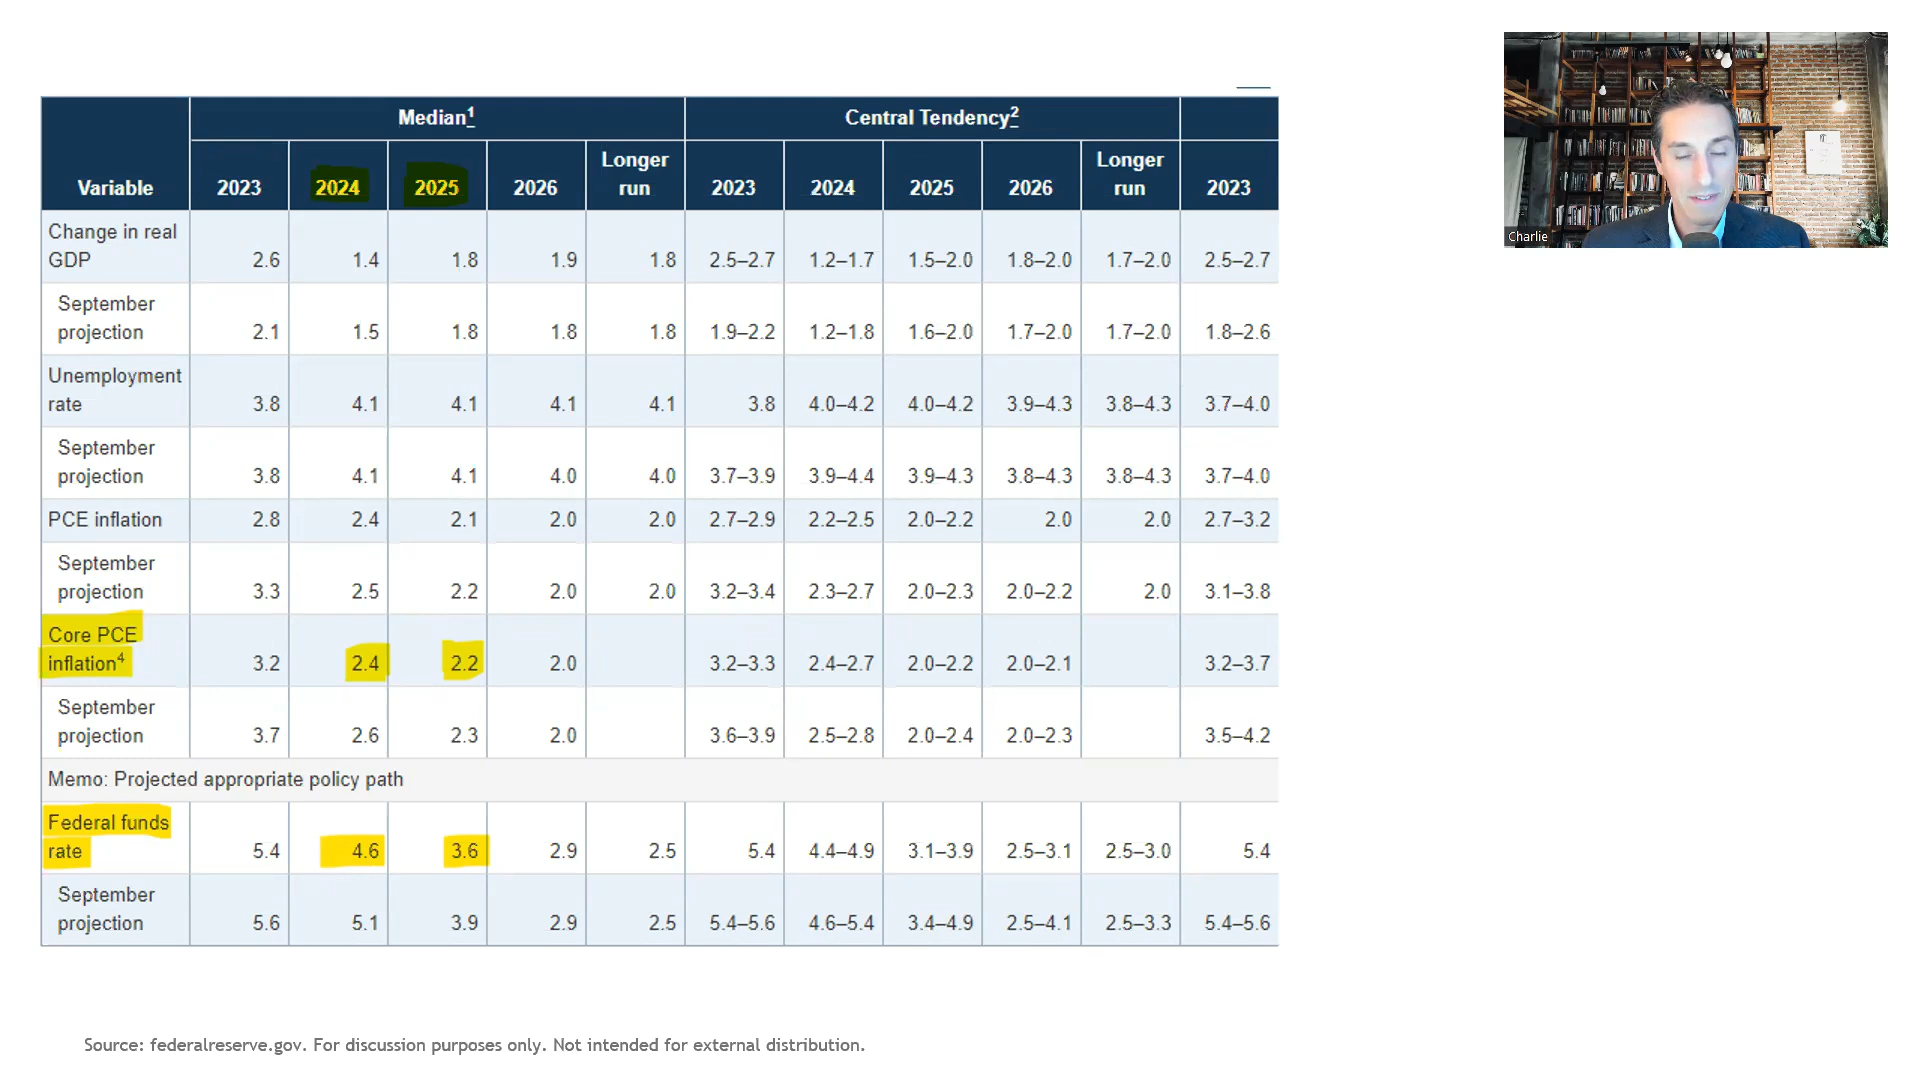 Median1 Central Tendency2
Variable 2023 2024 2025 2026 Longer run 2023 2024 2025 2026 Longer run 2023
Change in real GDP 2.6 1.4 1.8 1.9 1.8 2.5–2.7 1.2–1.7 1.5–2.0 1.8–2.0 1.7–2.0 2.5–2.7
September projection 2.1 1.5 1.8 1.8 1.8 1.9–2.2 1.2–1.8 1.6–2.0 1.7–2.0 1.7–2.0 1.8–2.6
Unemployment rate 3.8 4.1 4.1 4.1 4.1 3.8 4.0–4.2 4.0–4.2 3.9–4.3 3.8–4.3 3.7–4.0
September projection 3.8 4.1 4.1 4.0 4.0 3.7–3.9 3.9–4.4 3.9–4.3 3.8–4.3 3.8–4.3 3.7–4.0
PCE inflation 2.8 2.4 2.1 2.0 2.0 2.7–2.9 2.2–2.5 2.0–2.2 2.0 2.0 2.7–3.2
September projection 3.3 2.5 2.2 2.0 2.0 3.2–3.4 2.3–2.7 2.0–2.3 2.0–2.2 2.0 3.1–3.8
Core PCE inflation4 3.2 2.4 2.2 2.0 3.2–3.3 2.4–2.7 2.0–2.2 2.0–2.1 3.2–3.7
September projection 3.7 2.6 2.3 2.0 3.6–3.9 2.5–2.8 2.0–2.4 2.0–2.3 3.5–4.2
Memo: Projected appropriate policy path
Federal funds rate 5.4 4.6 3.6 2.9 2.5 5.4 4.4–4.9 3.1–3.9 2.5–3.1 2.5–3.0 5.4
September projection 5.6 5.1 3.9 2.9 2.5 5.4–5.6 4.6–5.4 3.4–4.9 2.5–4.1 2.5–3.3 5.4–5.6
Charlie
Source: federalreserve.gov. For discussion purposes only. Not intended for external distribution.